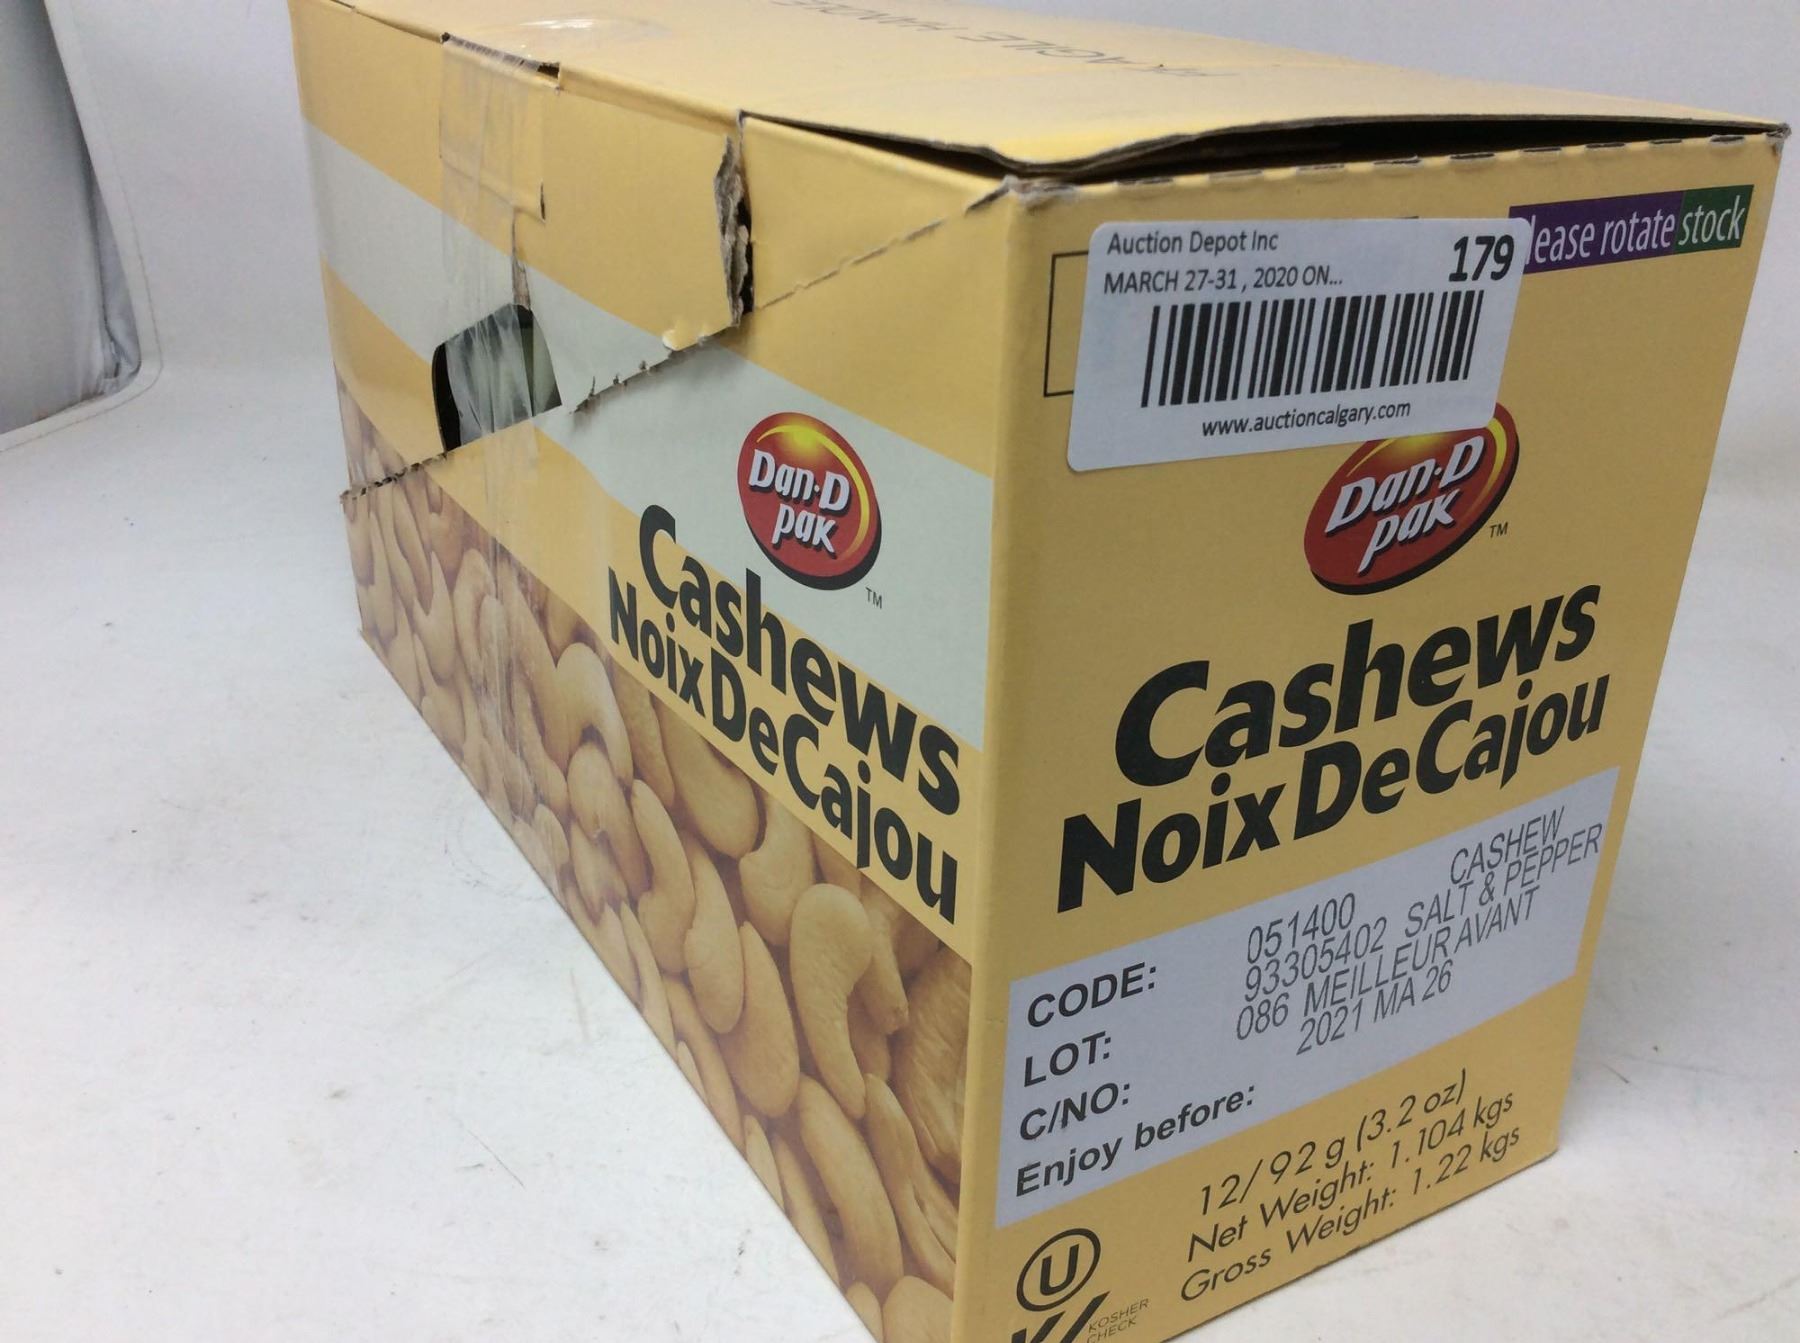 FRAGILE HANDLE
Auction Depot Inc
179
MARCH 27-31, 2020 ON...
www.auctioncalgary.com
lease rotate stock
Dan·D
pak
TM
Cashews
Noix De Cajou
Dan·D
pak
TM
Cashews
Noix De Cajou
CASHEW
051400
93305402 SALT & PEPPER
086 MEILLEUR AVANT
2021 MA 26
CODE:
LOT:
C/NO:
Enjoy before:
12/92 g (3.2 oz)
Net Weight: 1.104 kgs
Gross Weight: 1.22 kgs
U
KOSHER
CHECK